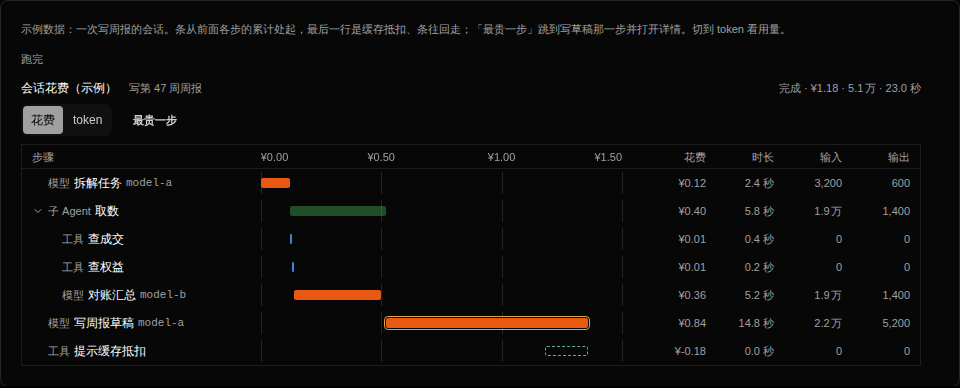 示例数据：一次写周报的会话。条从前面各步的累计处起，最后一行是缓存抵扣、条往回走；「最贵一步」跳到写草稿那一步并打开详情。切到 token 看用量。
跑完
会话花费（示例） 写第 47 周周报 完成 · ¥1.18 · 5.1万 · 23.0 秒
花费 token 最贵一步
步骤 ¥0.00 ¥0.50 ¥1.00 ¥1.50 花费 时长 输入 输出
模型 拆解任务 model-a ¥0.12 2.4 秒 3,200 600
子 Agent 取数 ¥0.40 5.8 秒 1.9万 1,400
工具 查成交 ¥0.01 0.4 秒 0 0
工具 查权益 ¥0.01 0.2 秒 0 0
模型 对账汇总 model-b ¥0.36 5.2 秒 1.9万 1,400
模型 写周报草稿 model-a ¥0.84 14.8 秒 2.2万 5,200
工具 提示缓存抵扣 ¥-0.18 0.0 秒 0 0